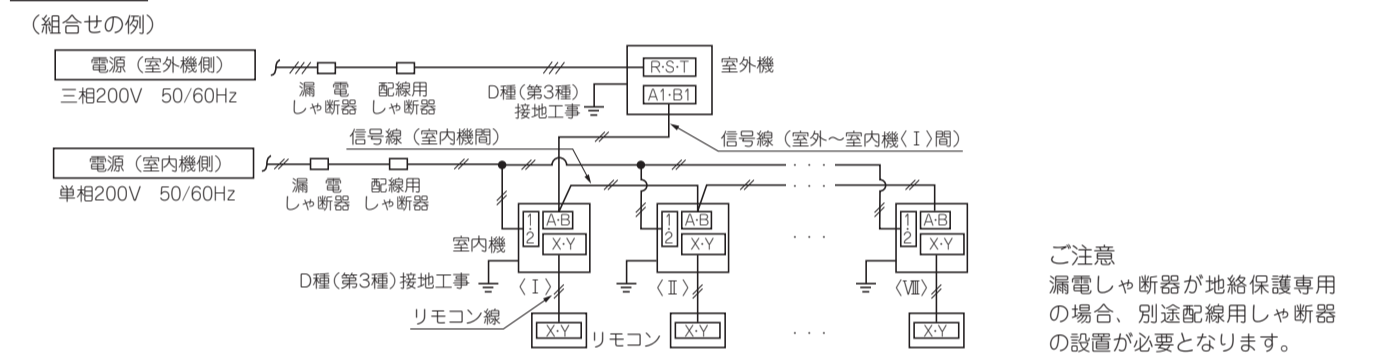 （組合せの例）
電源（室外機側）
三相200V 50/60Hz
漏 電
しゃ断器
配線用
しゃ断器
D種(第3種)
接地工事
R·S·T
A1·B1
室外機
信号線（室内機間）
信号線（室外～室内機〈Ⅰ〉間）
電源（室内機側）
単相200V 50/60Hz
漏 電
しゃ断器
配線用
しゃ断器
1·2
A·B
X·Y
1·2
A·B
X·Y
· · ·
· · ·
· · ·
1·2
A·B
X·Y
室内機
D種(第3種)接地工事
〈Ⅰ〉
〈Ⅱ〉
〈Ⅷ〉
リモコン線
X·Y
リモコン
X·Y
· · ·
X·Y
ご注意
漏電しゃ断器が地絡保護専用
の場合、別途配線用しゃ断器
の設置が必要となります。